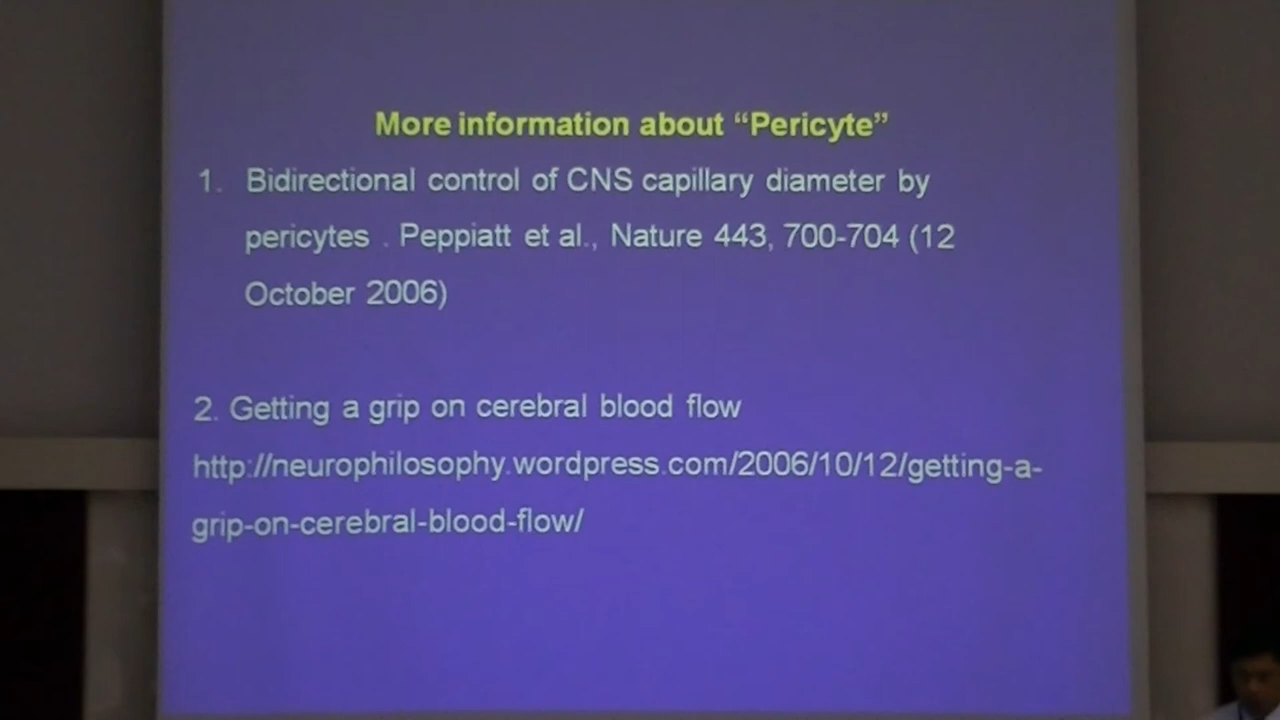 More information about “Pericyte”
1. Bidirectional control of CNS capillary diameter by
pericytes . Peppiatt et al., Nature 443, 700-704 (12
October 2006)
2. Getting a grip on cerebral blood flow
http://neurophilosophy.wordpress.com/2006/10/12/getting-a-
grip-on-cerebral-blood-flow/